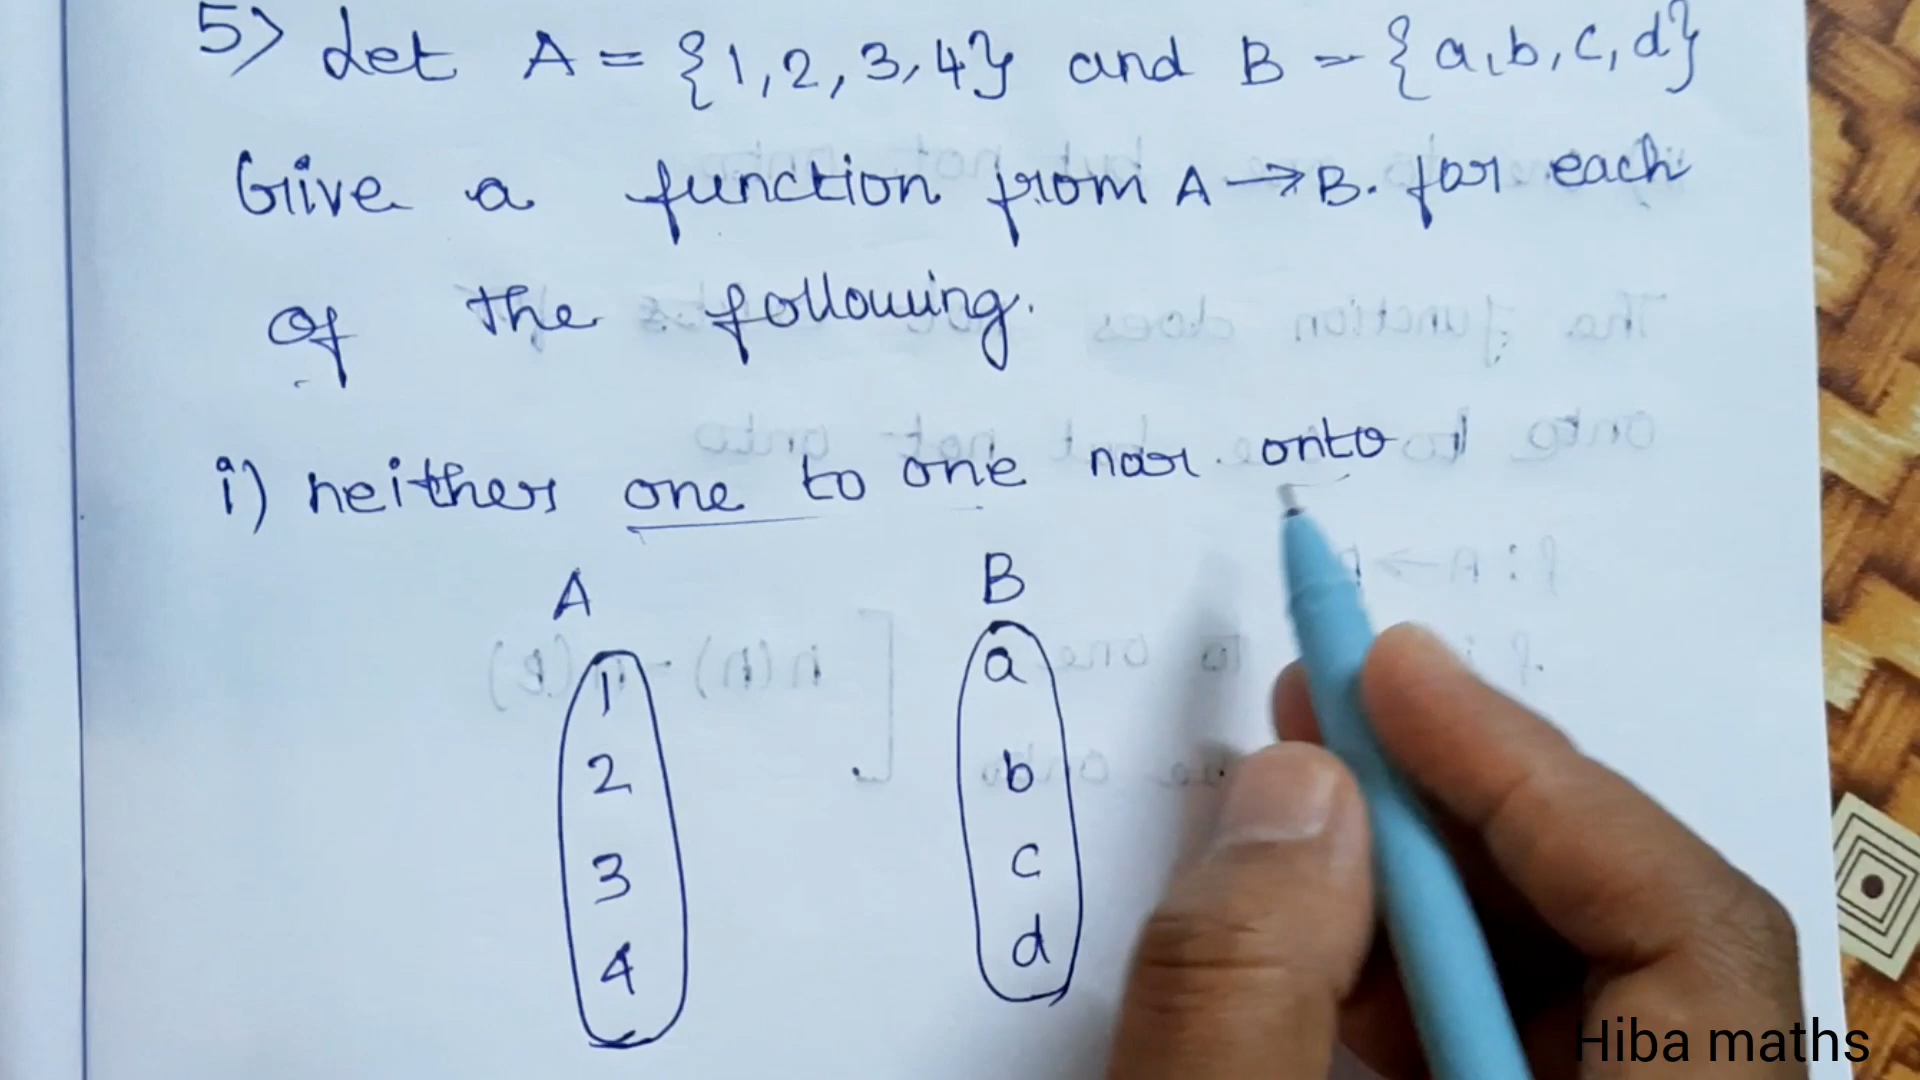 5) Let A = {1, 2, 3, 4} and B = {a, b, c, d}
Give a function from A → B. for each
of the following.
i) neither one to one nor onto
A B
1 a
2 b
3 c
4 d
Hiba maths